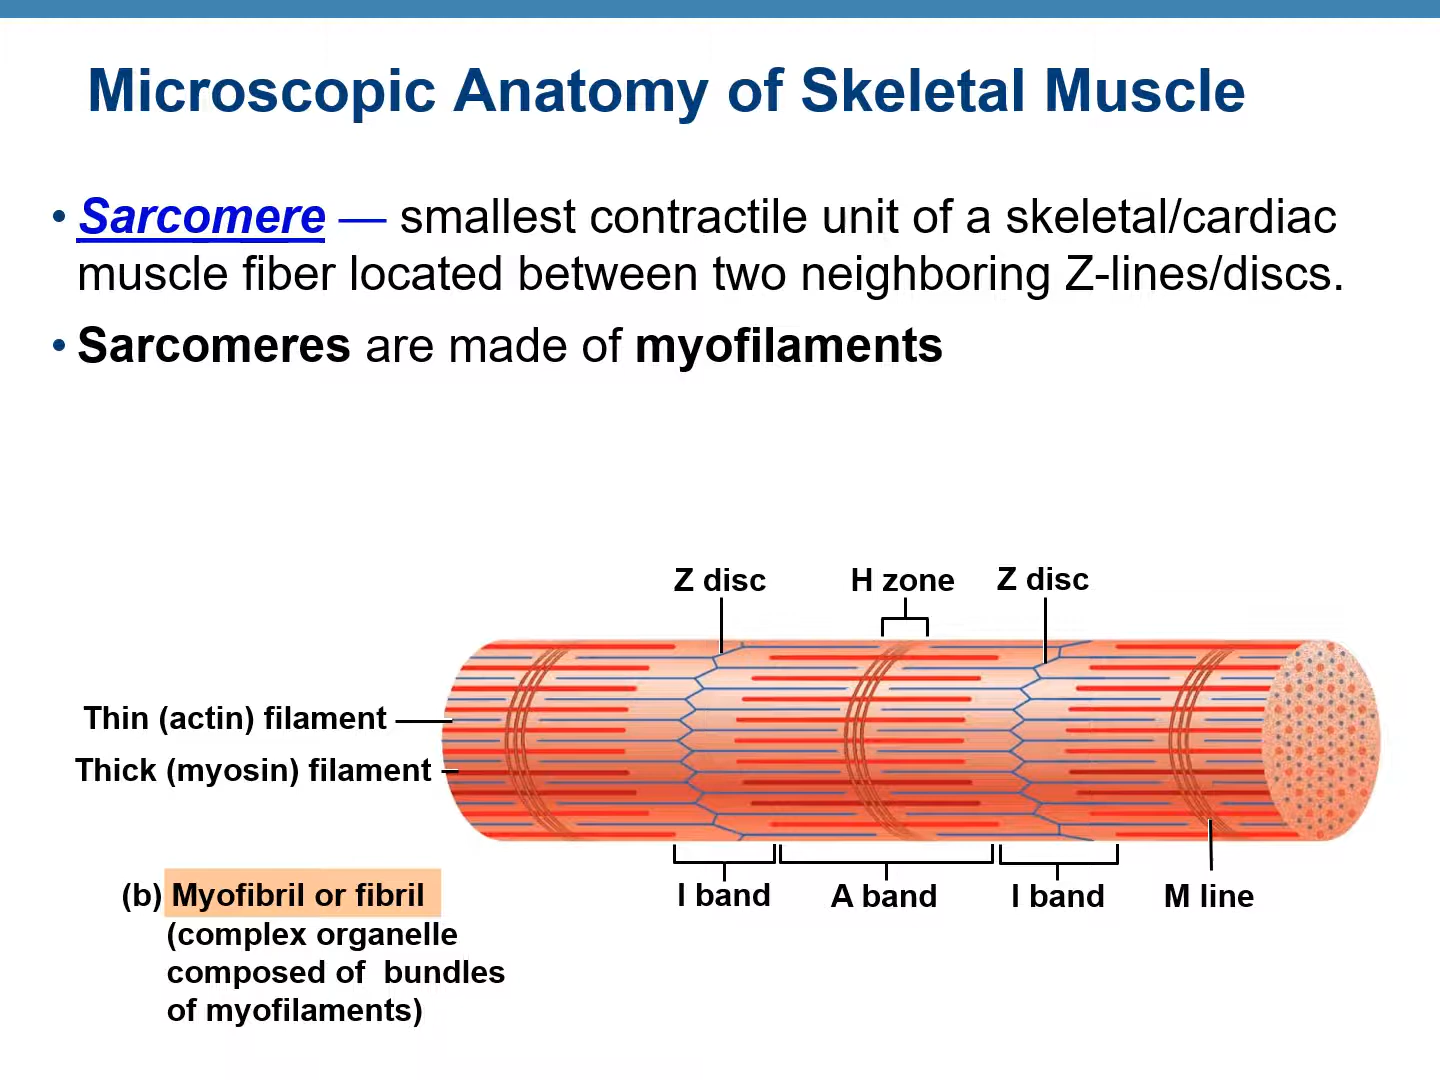 Microscopic Anatomy of Skeletal Muscle
• Sarcomere — smallest contractile unit of a skeletal/cardiac
muscle fiber located between two neighboring Z-lines/discs.
• Sarcomeres are made of myofilaments
Z disc
H zone
Z disc
Thin (actin) filament
Thick (myosin) filament
I band
A band
I band
M line
(b) Myofibril or fibril
(complex organelle
composed of bundles
of myofilaments)